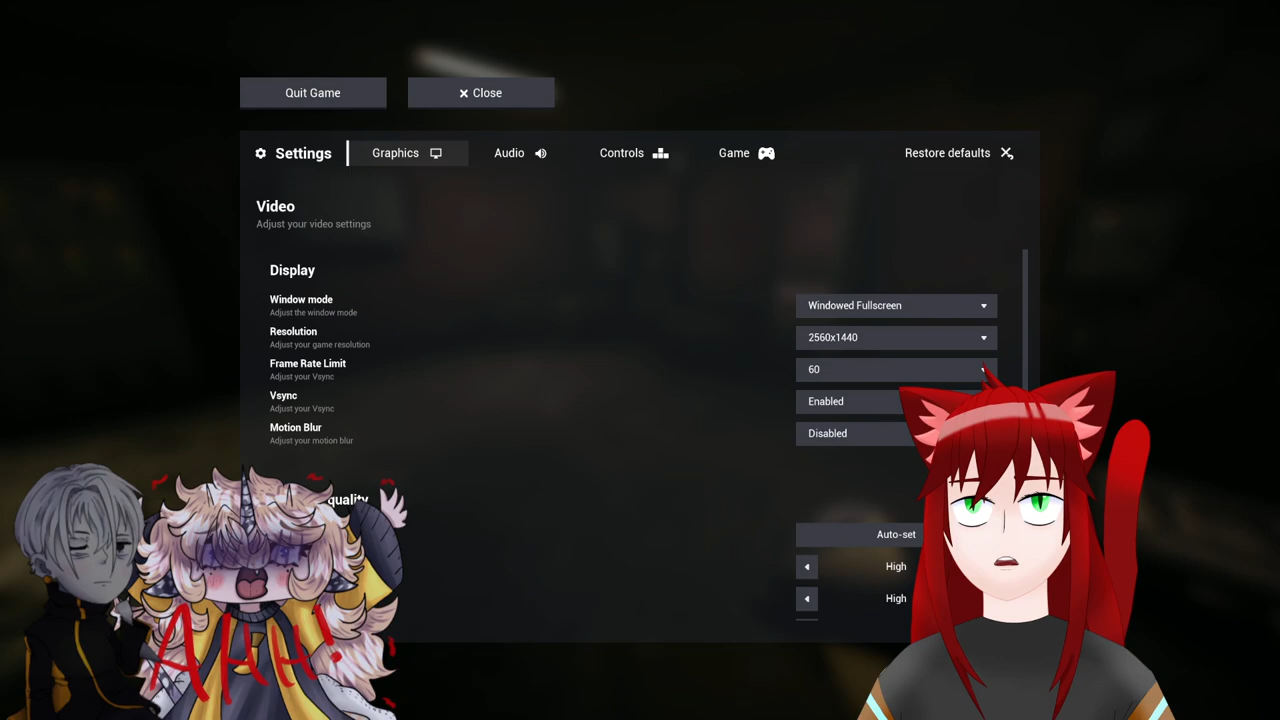 Quit Game
Close
Settings
Graphics
Audio
Controls
Game
Restore defaults
Video
Adjust your video settings
Display
Window mode
Windowed Fullscreen
Adjust the window mode
Resolution
2560x1440
Adjust your game resolution
Frame Rate Limit
60
Adjust your Vsync
Vsync
Enabled
Adjust your Vsync
Motion Blur
Disabled
Adjust your motion blur
quality
Auto-set
High
High
AHH!